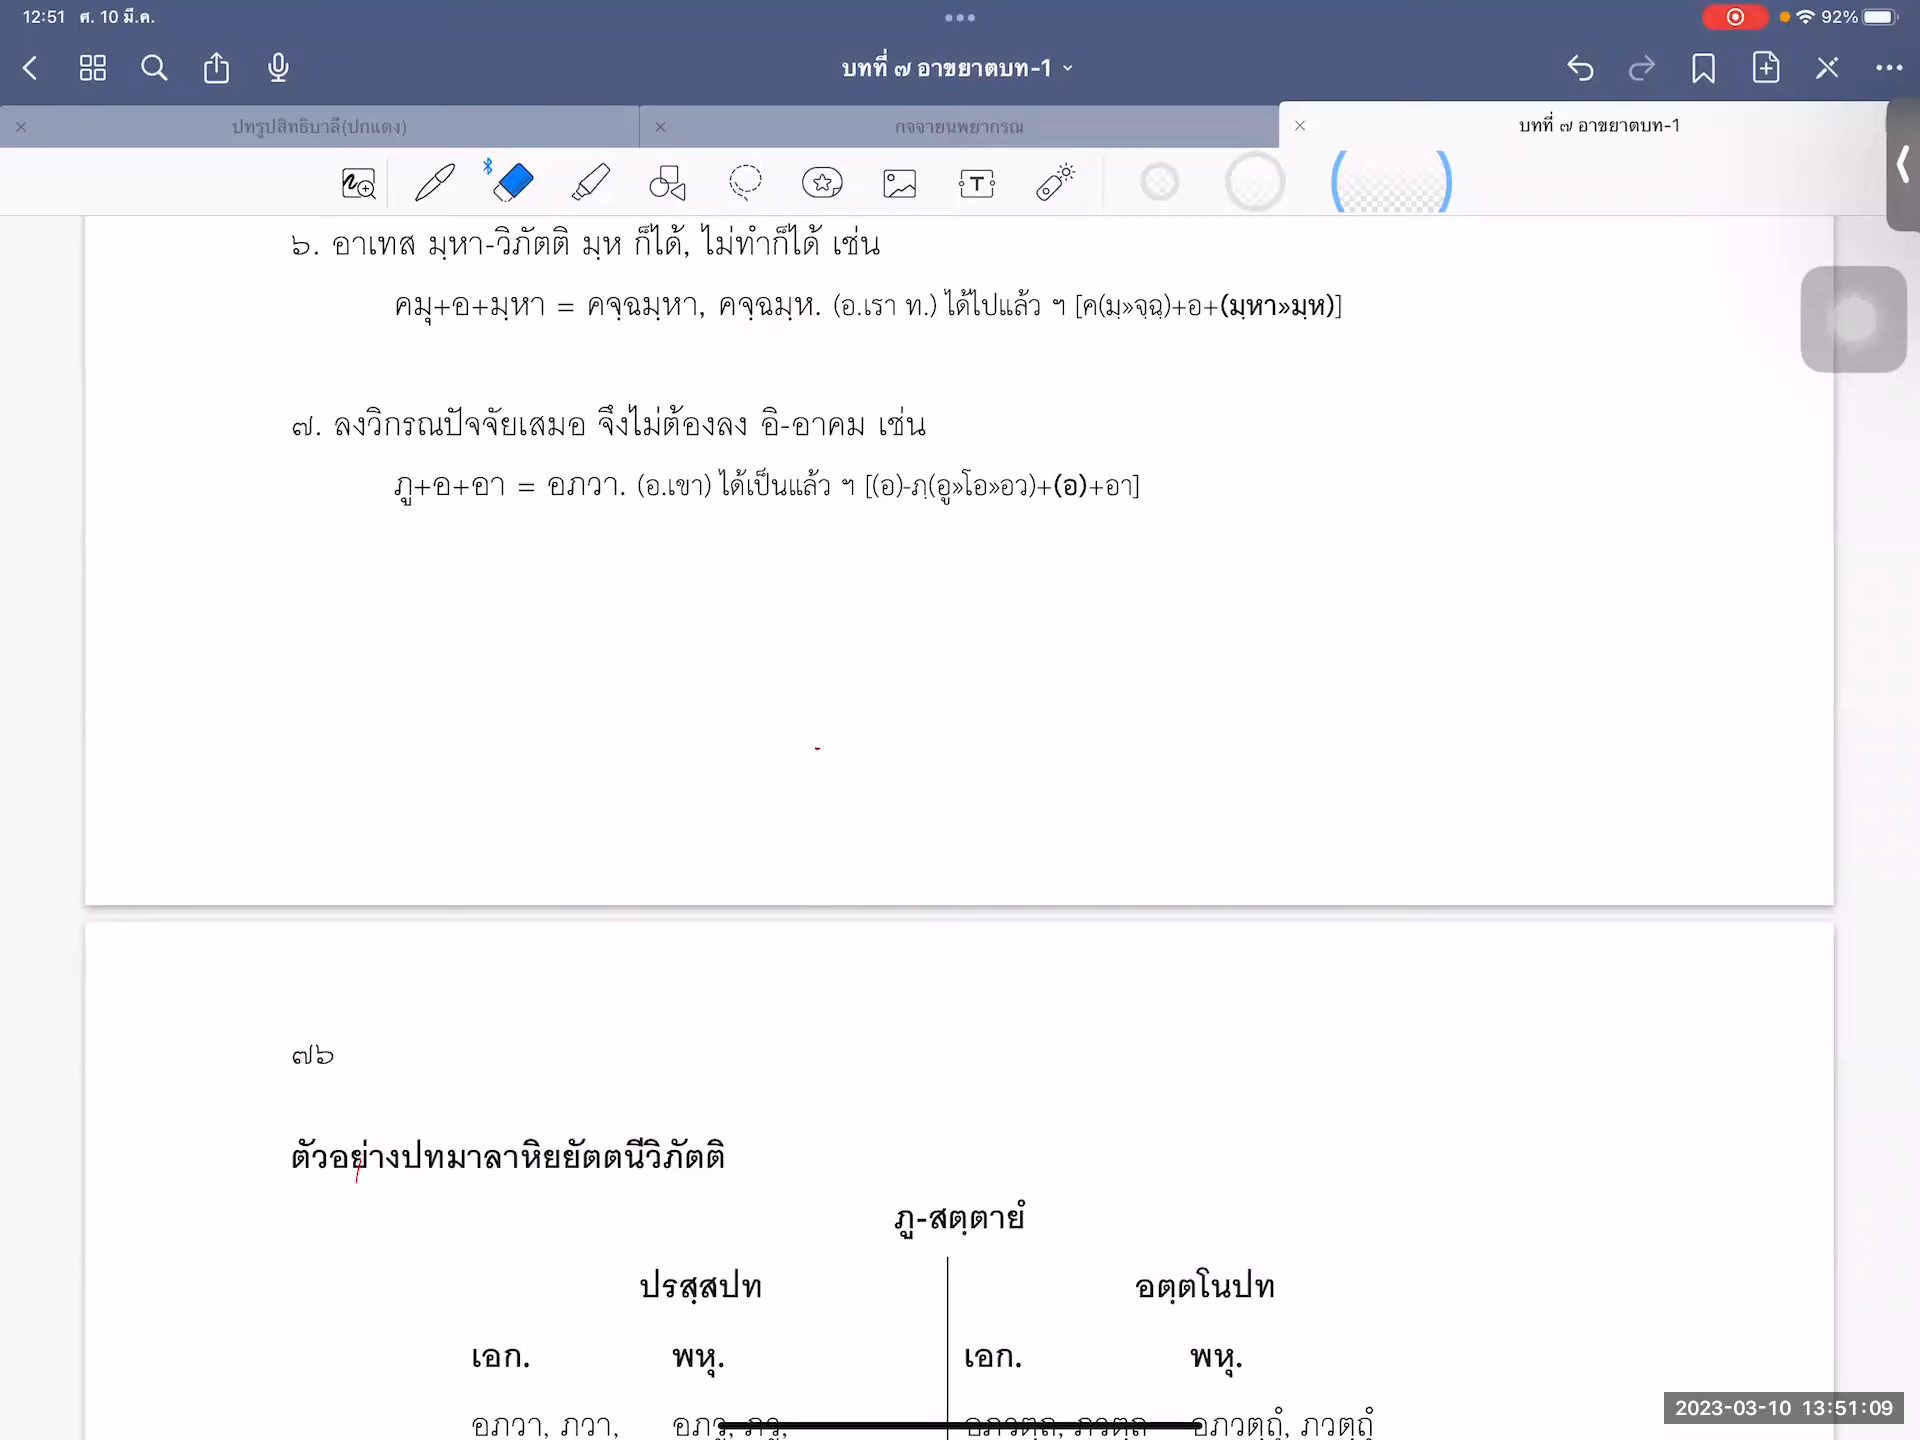 12:51 ศ. 10 มี.ค.
92%
บทที่ ๗ อาขยาตบท-1
ปทรูปสิทธิบาลี(ปกแดง)
กจจายนพยากรณ
บทที่ ๗ อาขยาตบท-1
๖. อาเทส มฺหา-วิภัตติ มฺห ก็ได้, ไม่ทำก็ได้ เช่น
คมุ+อ+มฺหา = คจฺฉมฺหา, คจฺฉมฺห. (อ.เรา ท.) ได้ไปแล้ว ฯ [ค(มฺ»จฺฉฺ)+อ+(มฺหา»มฺห)]
๗. ลงวิกรณปัจจัยเสมอ จึงไม่ต้องลง อิ-อาคม เช่น
ภู+อ+อา = อภวา. (อ.เขา) ได้เป็นแล้ว ฯ [(อ)-ภฺ(อู»โอ»อว)+(อ)+อา]
๗๖
ตัวอย่างปทมาลาหิยยัตตนีวิภัตติ
ภู-สตฺตายํ
ปรสฺสปท อตฺตโนปท
เอก. พหุ. เอก. พหุ.
อภวา, ภวา, อภวู, ภวู, อภวตฺถ, ภวตฺถ อภวตฺถุํ, ภวตฺถุํ
2023-03-10 13:51:09